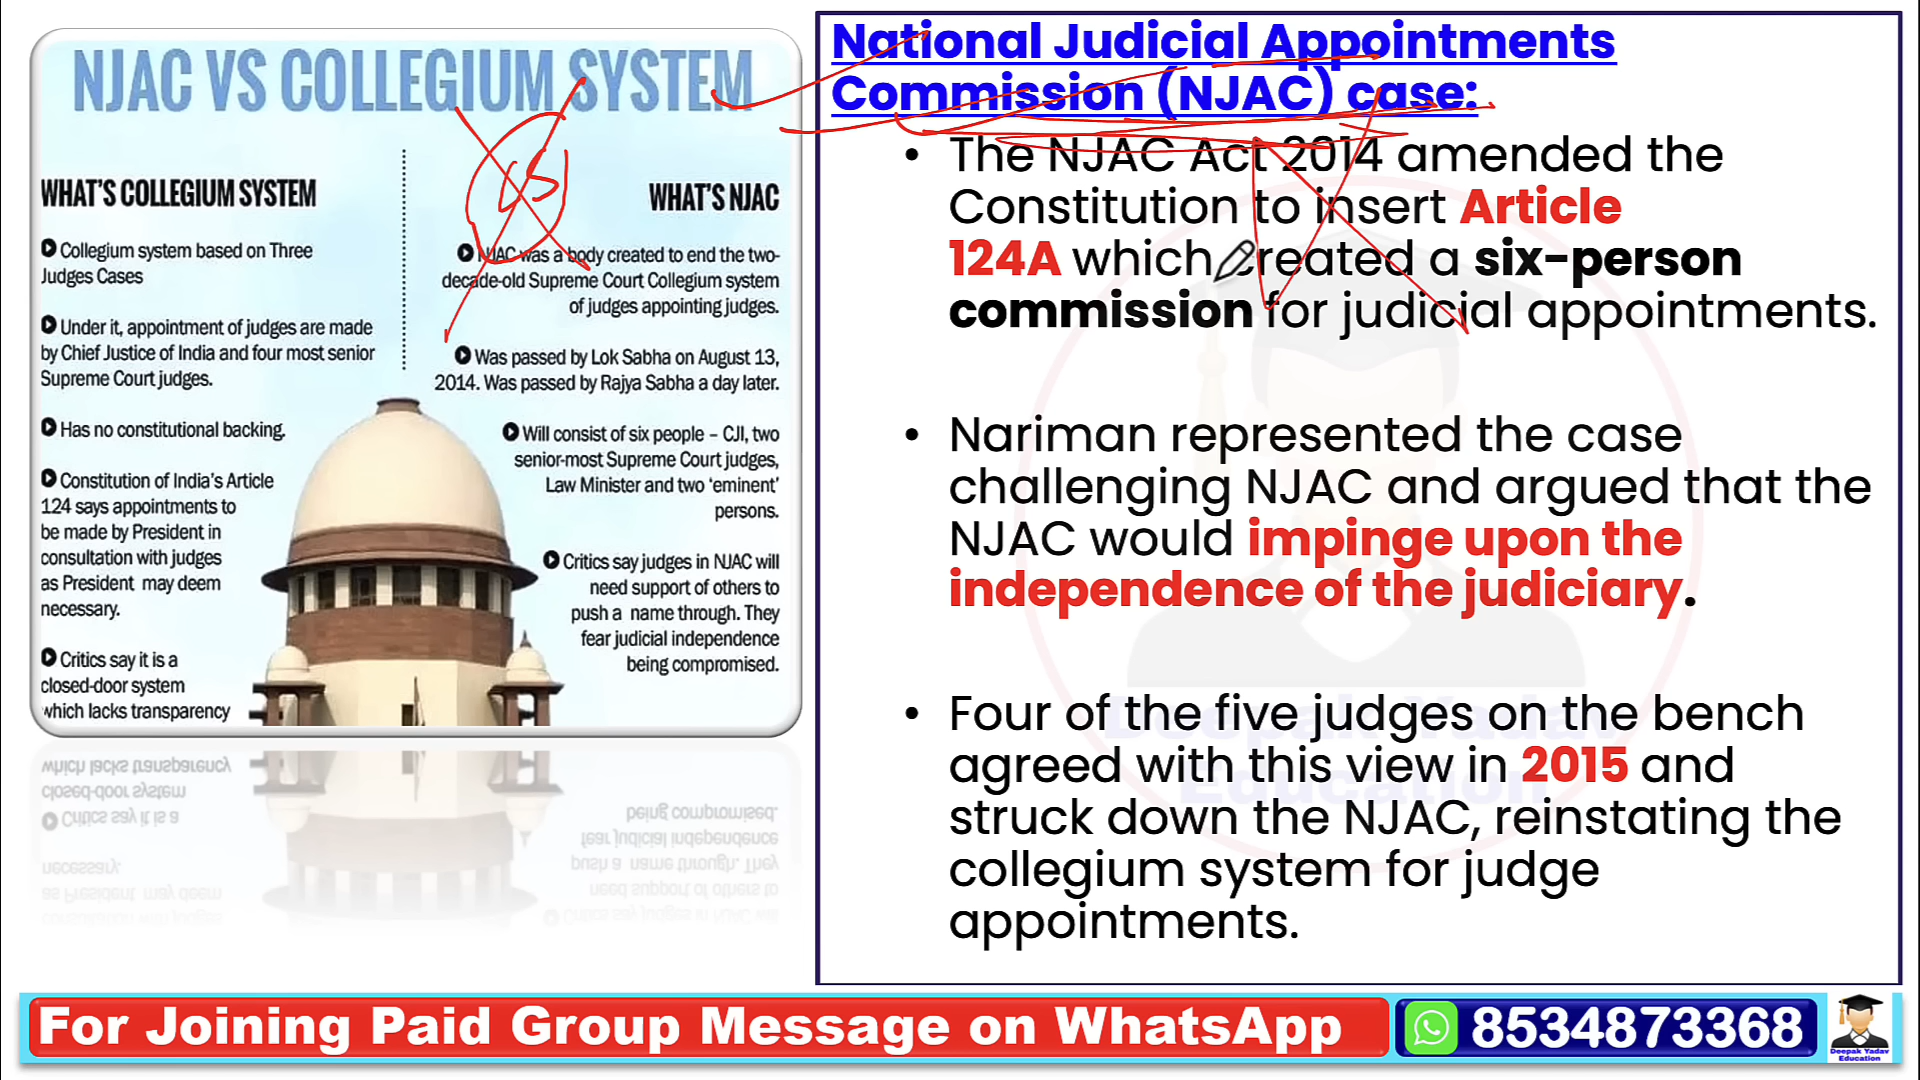 NJAC VS COLLEGIUM SYSTEM
WHAT'S COLLEGIUM SYSTEM
Collegium system based on Three
Judges Cases
Under it, appointment of judges are made
by Chief Justice of India and four most senior
Supreme Court judges.
Has no constitutional backing.
Constitution of India's Article
124 says appointments to
be made by President in
consultation with judges
as President may deem
necessary.
Critics say it is a
closed-door system
which lacks transparency
VS
WHAT'S NJAC
NJAC was a body created to end the two-
decade-old Supreme Court Collegium system
of judges appointing judges.
Was passed by Lok Sabha on August 13,
2014. Was passed by Rajya Sabha a day later.
Will consist of six people – CJI, two
senior-most Supreme Court judges,
Law Minister and two 'eminent'
persons.
Critics say judges in NJAC will
need support of others to
push a name through. They
fear judicial independence
being compromised.
National Judicial Appointments
Commission (NJAC) case:
• The NJAC Act 2014 amended the
Constitution to insert Article
124A which created a six-person
commission for judicial appointments.
• Nariman represented the case
challenging NJAC and argued that the
NJAC would impinge upon the
independence of the judiciary.
• Four of the five judges on the bench
agreed with this view in 2015 and
struck down the NJAC, reinstating the
collegium system for judge
appointments.
Deepak Yadav
Education
For Joining Paid Group Message on WhatsApp
8534873368
Deepak Yadav
Education